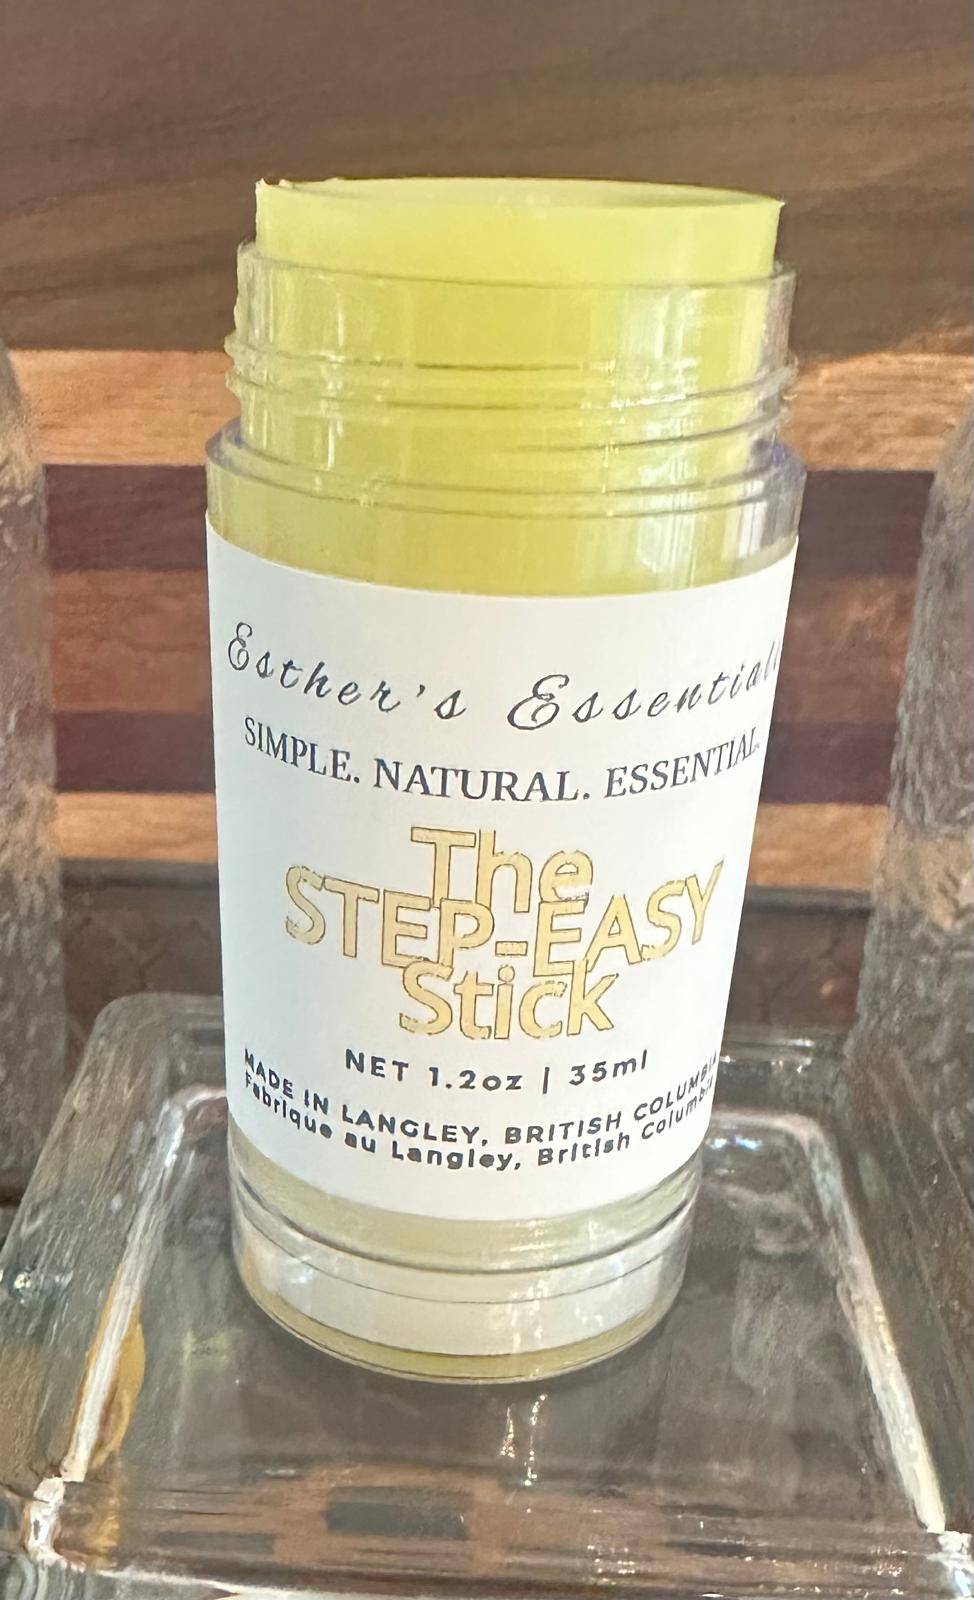 Esther's Essentials
SIMPLE. NATURAL. ESSENTIAL.
The
STEP-EASY
Stick
NET 1.2oz | 35ml
MADE IN LANGLEY, BRITISH COLUMBIA
Fabrique au Langley, British Columbia